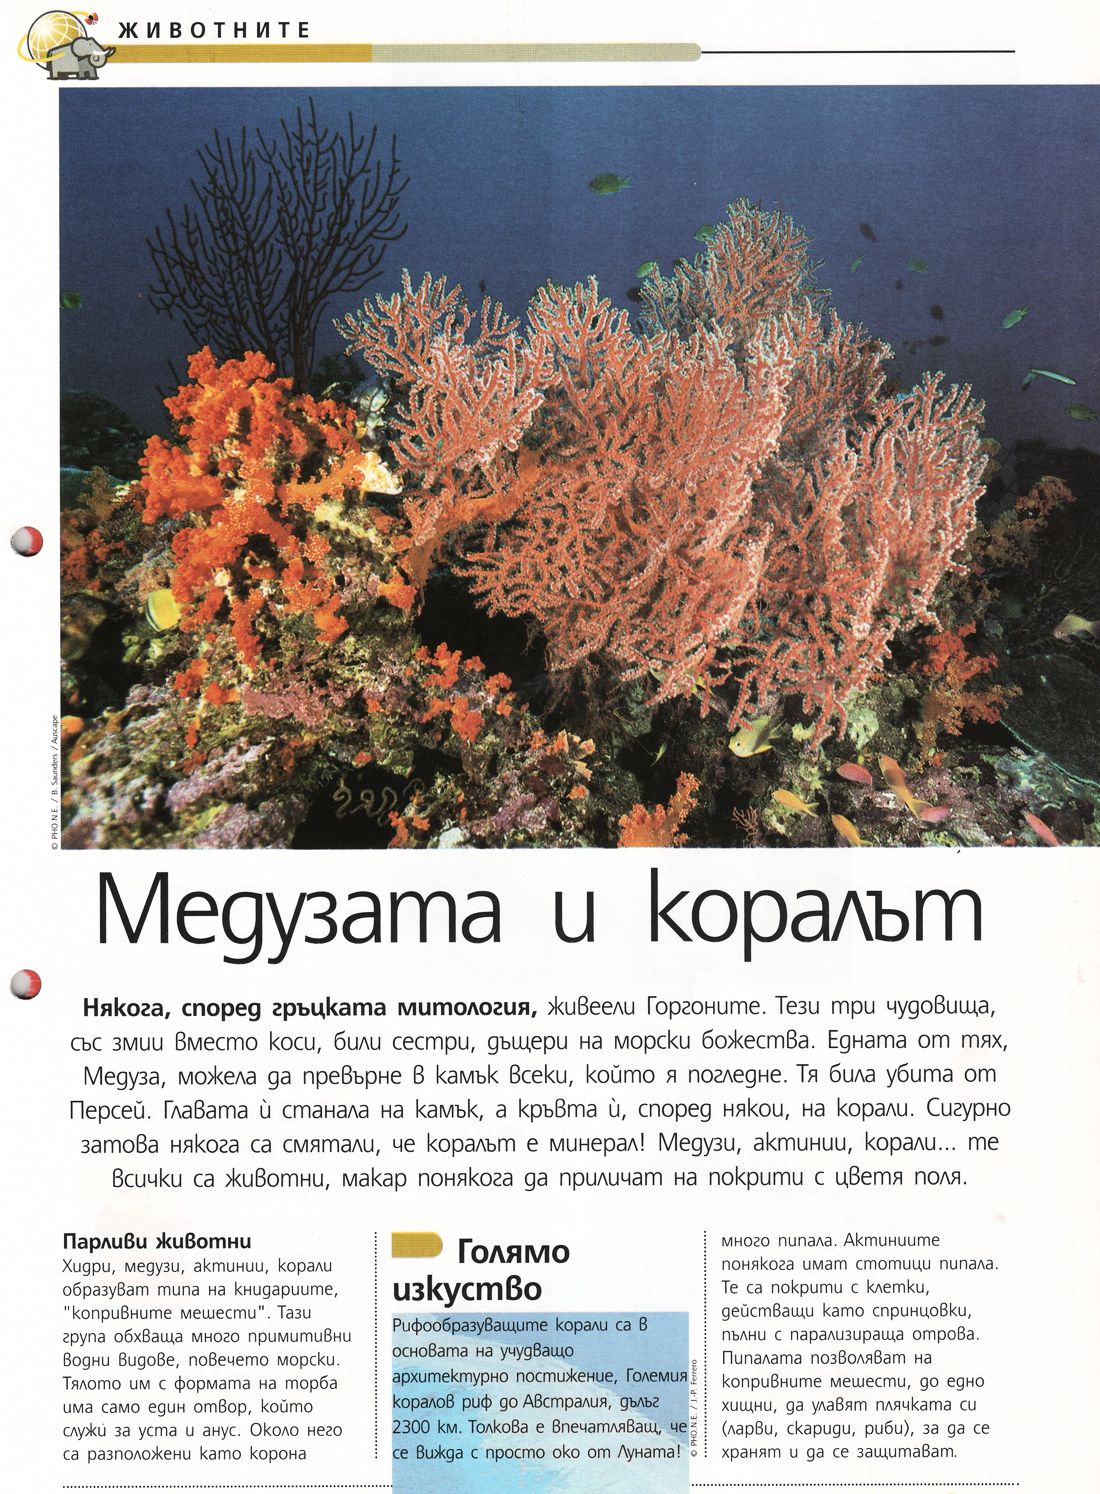 ЖИВОТНИТЕ
© PHO.N.E. / B. Saunders / Auscape
Медузата и коралът
Някога, според гръцката митология, живеели Горгоните. Тези три чудовища,
със змии вместо коси, били сестри, дъщери на морски божества. Едната от тях,
Медуза, можела да превърне в камък всеки, който я погледне. Тя била убита от
Персей. Главата ѝ станала на камък, а кръвта ѝ, според някои, на корали. Сигурно
затова някога са смятали, че коралът е минерал! Медузи, актинии, корали... те
всички са животни, макар понякога да приличат на покрити с цветя поля.
Парливи животни
Хидри, медузи, актинии, корали
образуват типа на книдариите,
"копривните мешести". Тази
група обхваща много примитивни
водни видове, повечето морски.
Тялото им с формата на торба
има само един отвор, който
служи за уста и анус. Около него
са разположени като корона
Голямо
изкуство
Рифообразуващите корали са в
основата на учудващо
архитектурно постижение, Големия
коралов риф до Австралия, дълъг
2300 км. Толкова е впечатляващ, че
се вижда с просто око от Луната!
© PHO.N.E. / J.-P. Ferrero
много пипала. Актиниите
понякога имат стотици пипала.
Те са покрити с клетки,
действащи като спринцовки,
пълни с парализираща отрова.
Пипалата позволяват на
копривните мешести, до едно
хищни, да улавят плячката си
(ларви, скариди, риби), за да се
хранят и да се защитават.